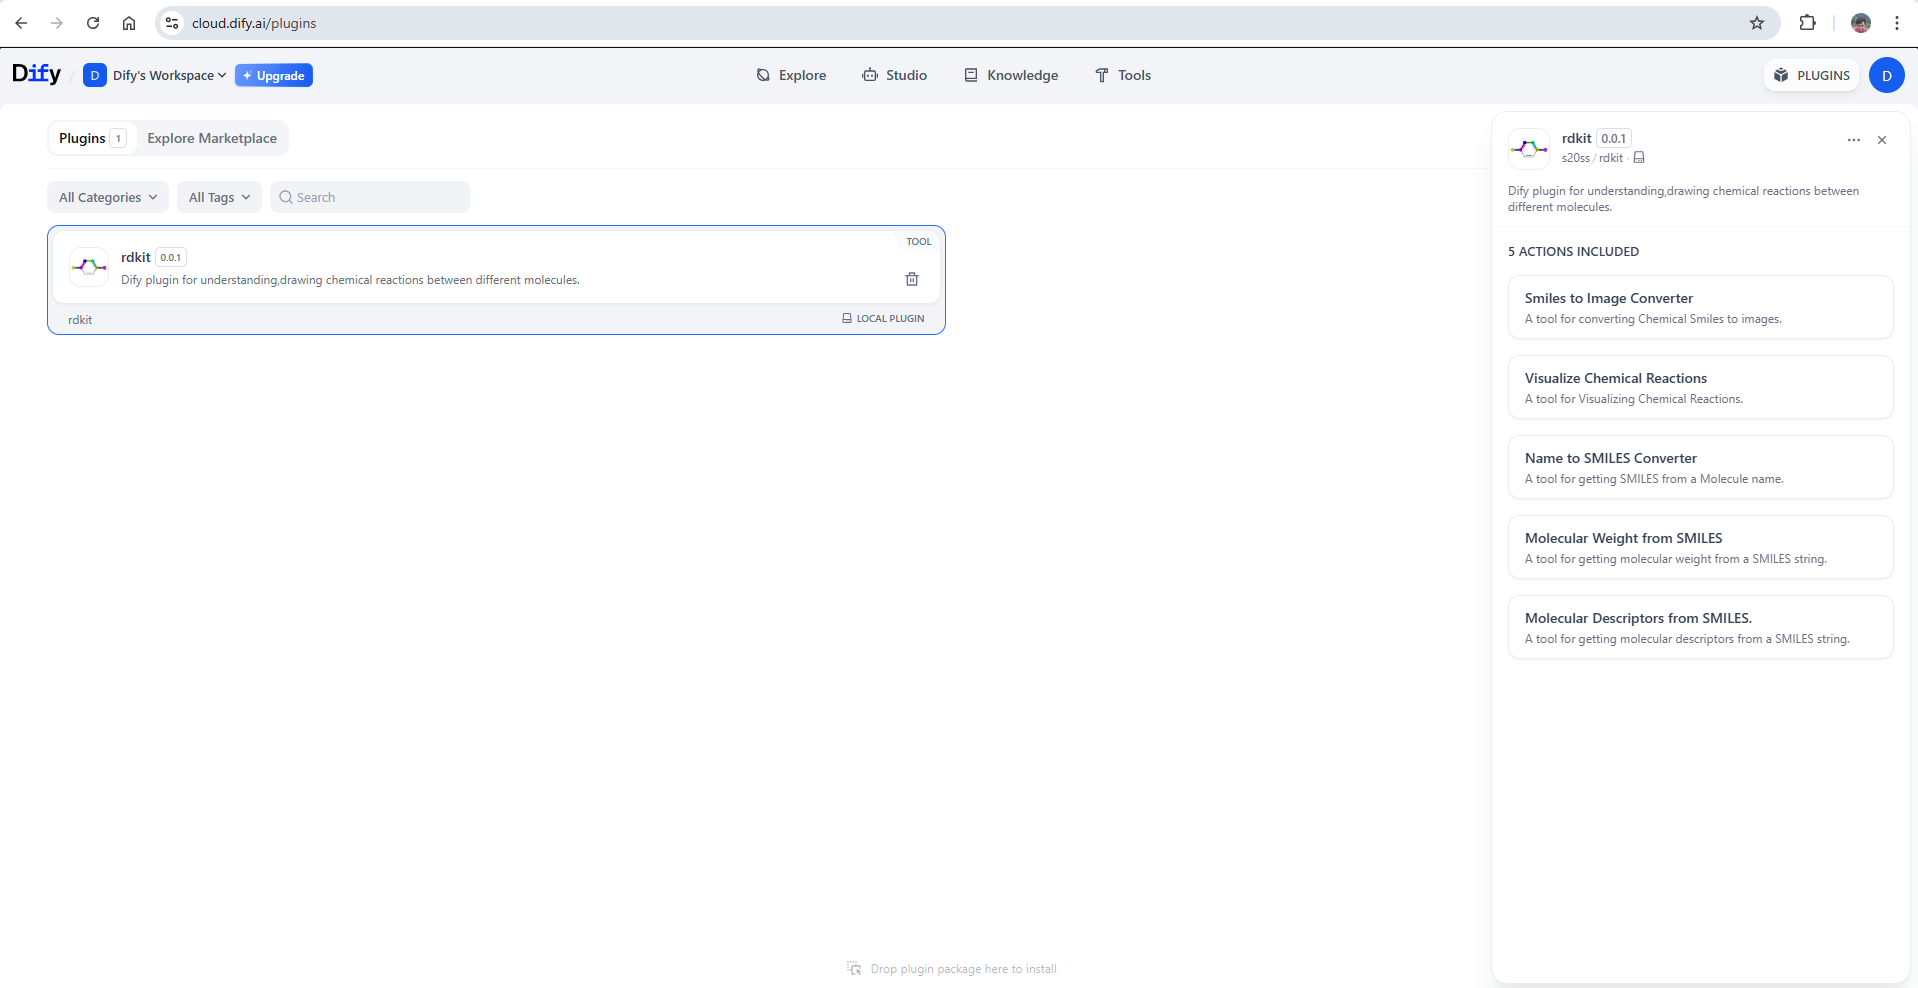 cloud.dify.ai/plugins
Dify / D Dify's Workspace Upgrade Explore Studio Knowledge Tools PLUGINS D
Plugins 1 Explore Marketplace
All Categories All Tags Search
TOOL
rdkit 0.0.1
Dify plugin for understanding,drawing chemical reactions between different molecules.
rdkit LOCAL PLUGIN
Drop plugin package here to install
rdkit 0.0.1
s20ss / rdkit ·
Dify plugin for understanding,drawing chemical reactions between
different molecules.
5 ACTIONS INCLUDED
Smiles to Image Converter
A tool for converting Chemical Smiles to images.
Visualize Chemical Reactions
A tool for Visualizing Chemical Reactions.
Name to SMILES Converter
A tool for getting SMILES from a Molecule name.
Molecular Weight from SMILES
A tool for getting molecular weight from a SMILES string.
Molecular Descriptors from SMILES.
A tool for getting molecular descriptors from a SMILES string.